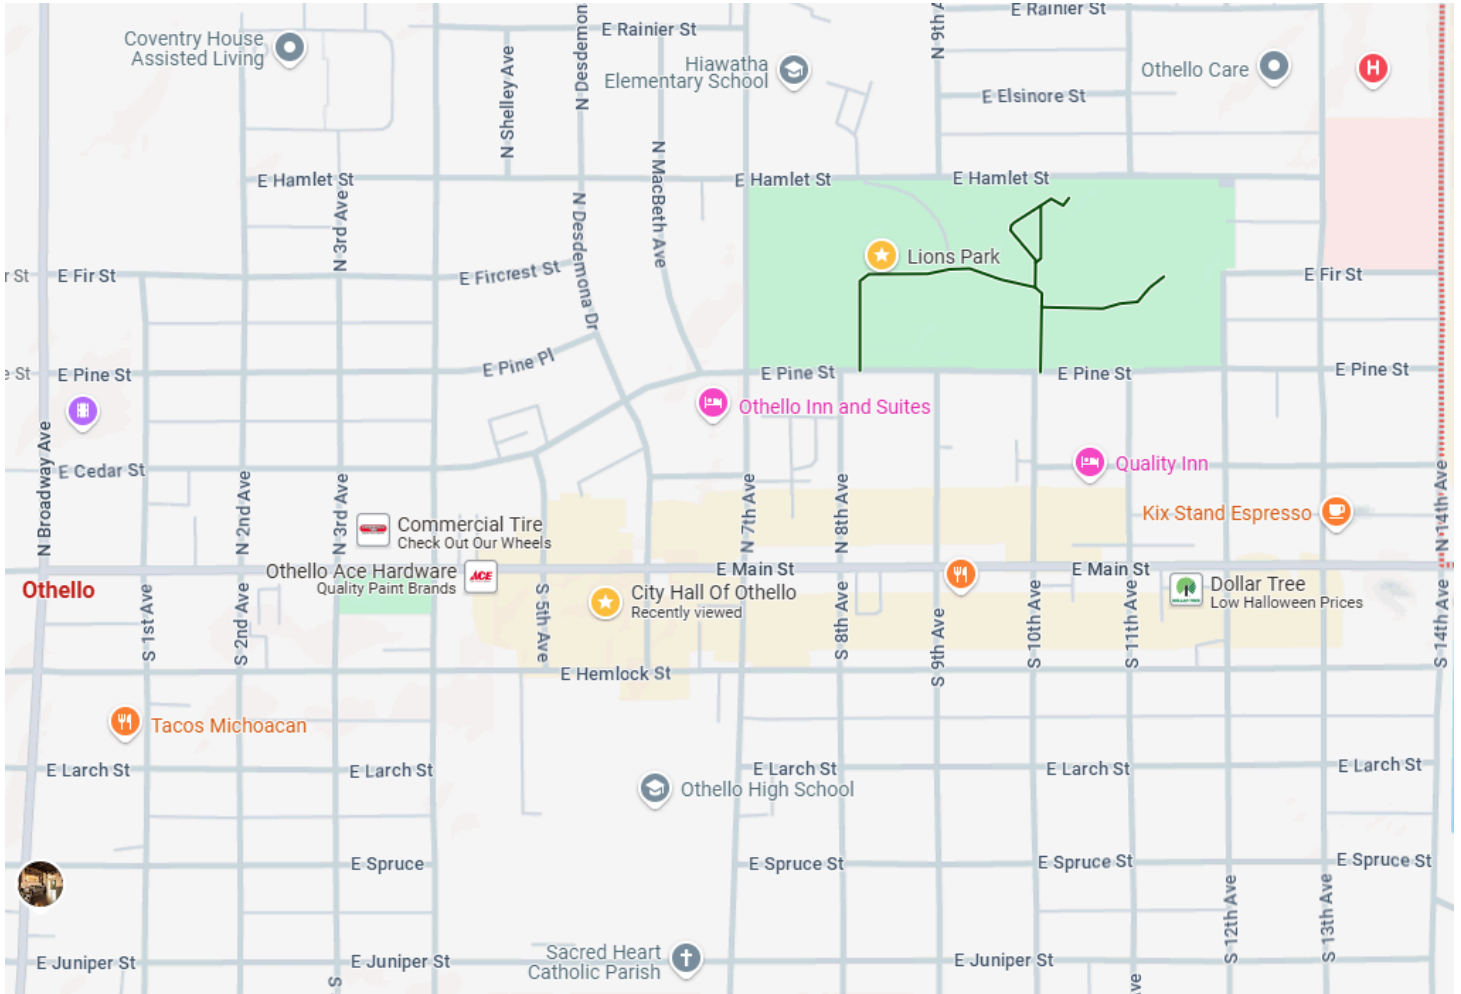 E Rainier St
N 9th A
E Rainier St
Coventry House
Assisted Living
N Shelley Ave
N Desdemon
Hiawatha
Elementary School
Othello Care
H
E Elsinore St
E Hamlet St
E Hamlet St
E Hamlet St
N 3rd Ave
N Desdemona Dr
N MacBeth Ave
Lions Park
r St
E Fir St
E Fircrest St
E Fir St
E Pine Pl
e St
E Pine St
E Pine St
E Pine St
E Pine St
Othello Inn and Suites
N Broadway Ave
E Cedar St
Quality Inn
N 2nd Ave
N 3rd Ave
N 7th Ave
N 8th Ave
N 14th Ave
Commercial Tire
Check Out Our Wheels
Kix Stand Espresso
Othello Ace Hardware
Quality Paint Brands
ACE
E Main St
E Main St
Othello
City Hall Of Othello
Recently viewed
Dollar Tree
Low Halloween Prices
S 1st Ave
S 2nd Ave
S 5th Ave
S 8th Ave
S 9th Ave
S 10th Ave
S 11th Ave
S 14th Ave
E Hemlock St
Tacos Michoacan
E Larch St
E Larch St
E Larch St
E Larch St
E Larch St
Othello High School
E Spruce
E Spruce St
E Spruce St
E Spruce St
S 12th Ave
S 13th Ave
E Juniper St
E Juniper St
Sacred Heart
Catholic Parish
E Juniper St
S
ve